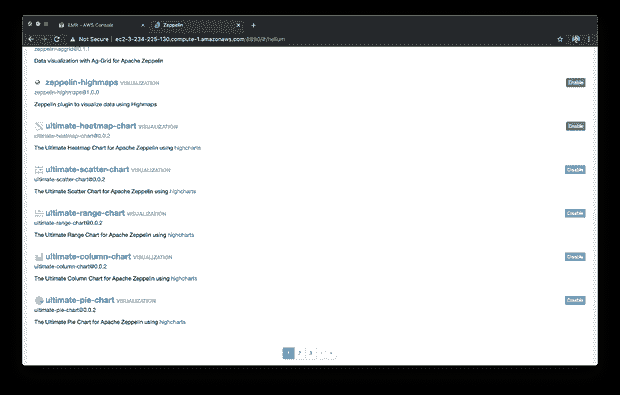 EMR – AWS Console
Zeppelin
Not Secure | ec2-3-234-225-130.compute-1.amazonaws.com:8890/#/helium
zeppelin-aggrid@0.1.1
Data visualization with Ag-Grid for Apache Zeppelin
zeppelin-highmaps VISUALIZATION
Enable
zeppelin-highmaps@1.0.0
Zeppelin plugin to visualize data using Highmaps
ultimate-heatmap-chart VISUALIZATION
Enable
ultimate-heatmap-chart@0.0.2
The Ultimate Heatmap Chart for Apache Zeppelin using highcharts
ultimate-scatter-chart VISUALIZATION
Disable
ultimate-scatter-chart@0.0.2
The Ultimate Scatter Chart for Apache Zeppelin using highcharts
ultimate-range-chart VISUALIZATION
Disable
ultimate-range-chart@0.0.2
The Ultimate Range Chart for Apache Zeppelin using highcharts
ultimate-column-chart VISUALIZATION
Disable
ultimate-column-chart@0.0.2
The Ultimate Column Chart for Apache Zeppelin using highcharts
ultimate-pie-chart VISUALIZATION
Disable
ultimate-pie-chart@0.0.2
The Ultimate Pie Chart for Apache Zeppelin using highcharts
1 2 3 › »